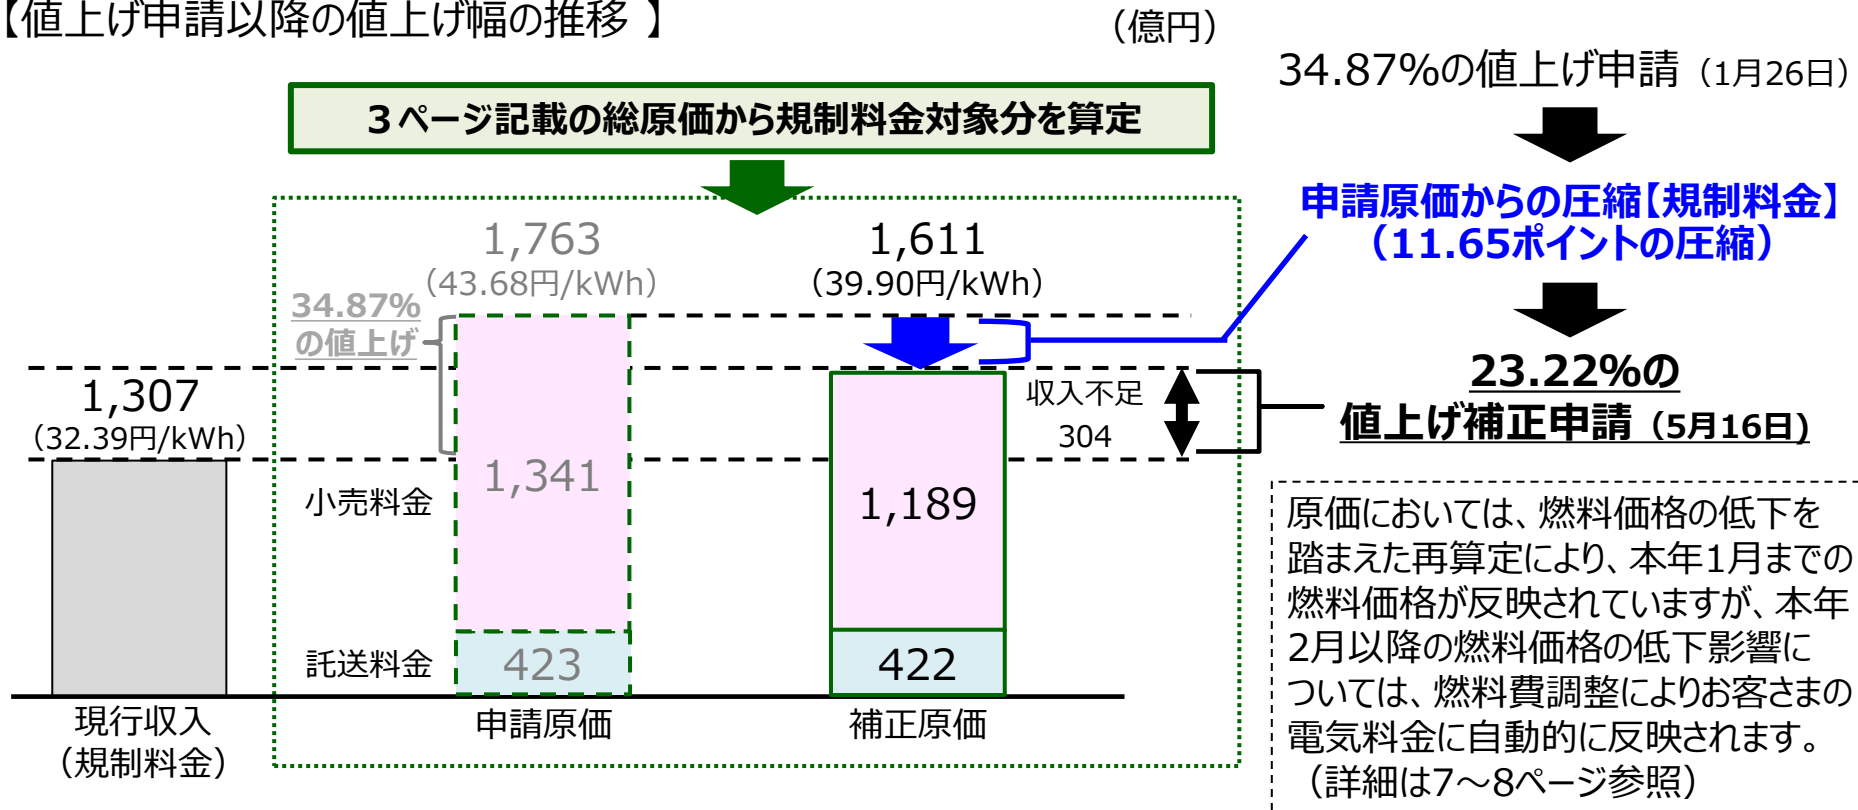 【値上げ申請以降の値上げ幅の推移 】
（億円）
３ページ記載の総原価から規制料金対象分を算定
1,763
（43.68円/kWh）
34.87%
の値上げ
1,611
（39.90円/kWh）
1,307
（32.39円/kWh）
収入不足
304
小売料金
1,341
1,189
託送料金
423
422
現行収入
（規制料金）
申請原価
補正原価
34.87%の値上げ申請（1月26日）
申請原価からの圧縮【規制料金】
（11.65ポイントの圧縮）
23.22%の
値上げ補正申請（5月16日)
原価においては、燃料価格の低下を
踏まえた再算定により、本年1月までの
燃料価格が反映されていますが、本年
2月以降の燃料価格の低下影響に
ついては、燃料費調整によりお客さまの
電気料金に自動的に反映されます。
（詳細は7～8ページ参照）